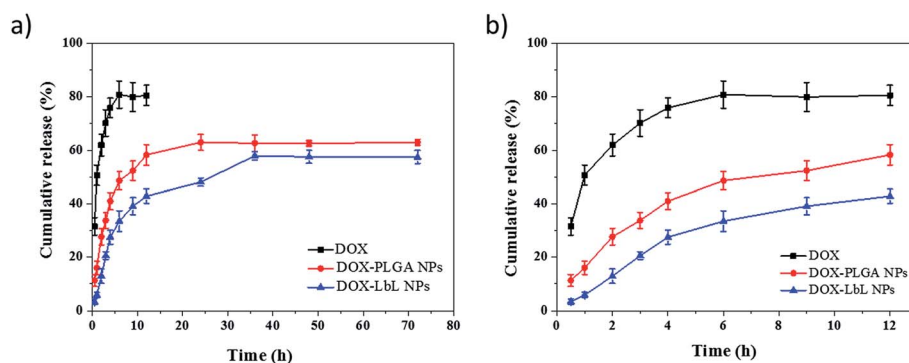 a)
Cumulative release (%)
100
80
60
40
20
0
DOX
DOX-PLGA NPs
DOX-LbL NPs
0 10 20 30 40 50 60 70 80
Time (h)
b)
Cumulative release (%)
100
80
60
40
20
0
DOX
DOX-PLGA NPs
DOX-LbL NPs
0 2 4 6 8 10 12
Time (h)